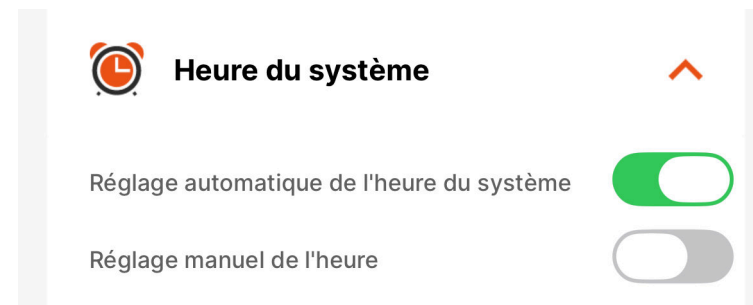 Heure du système
Réglage automatique de l'heure du système
Réglage manuel de l'heure